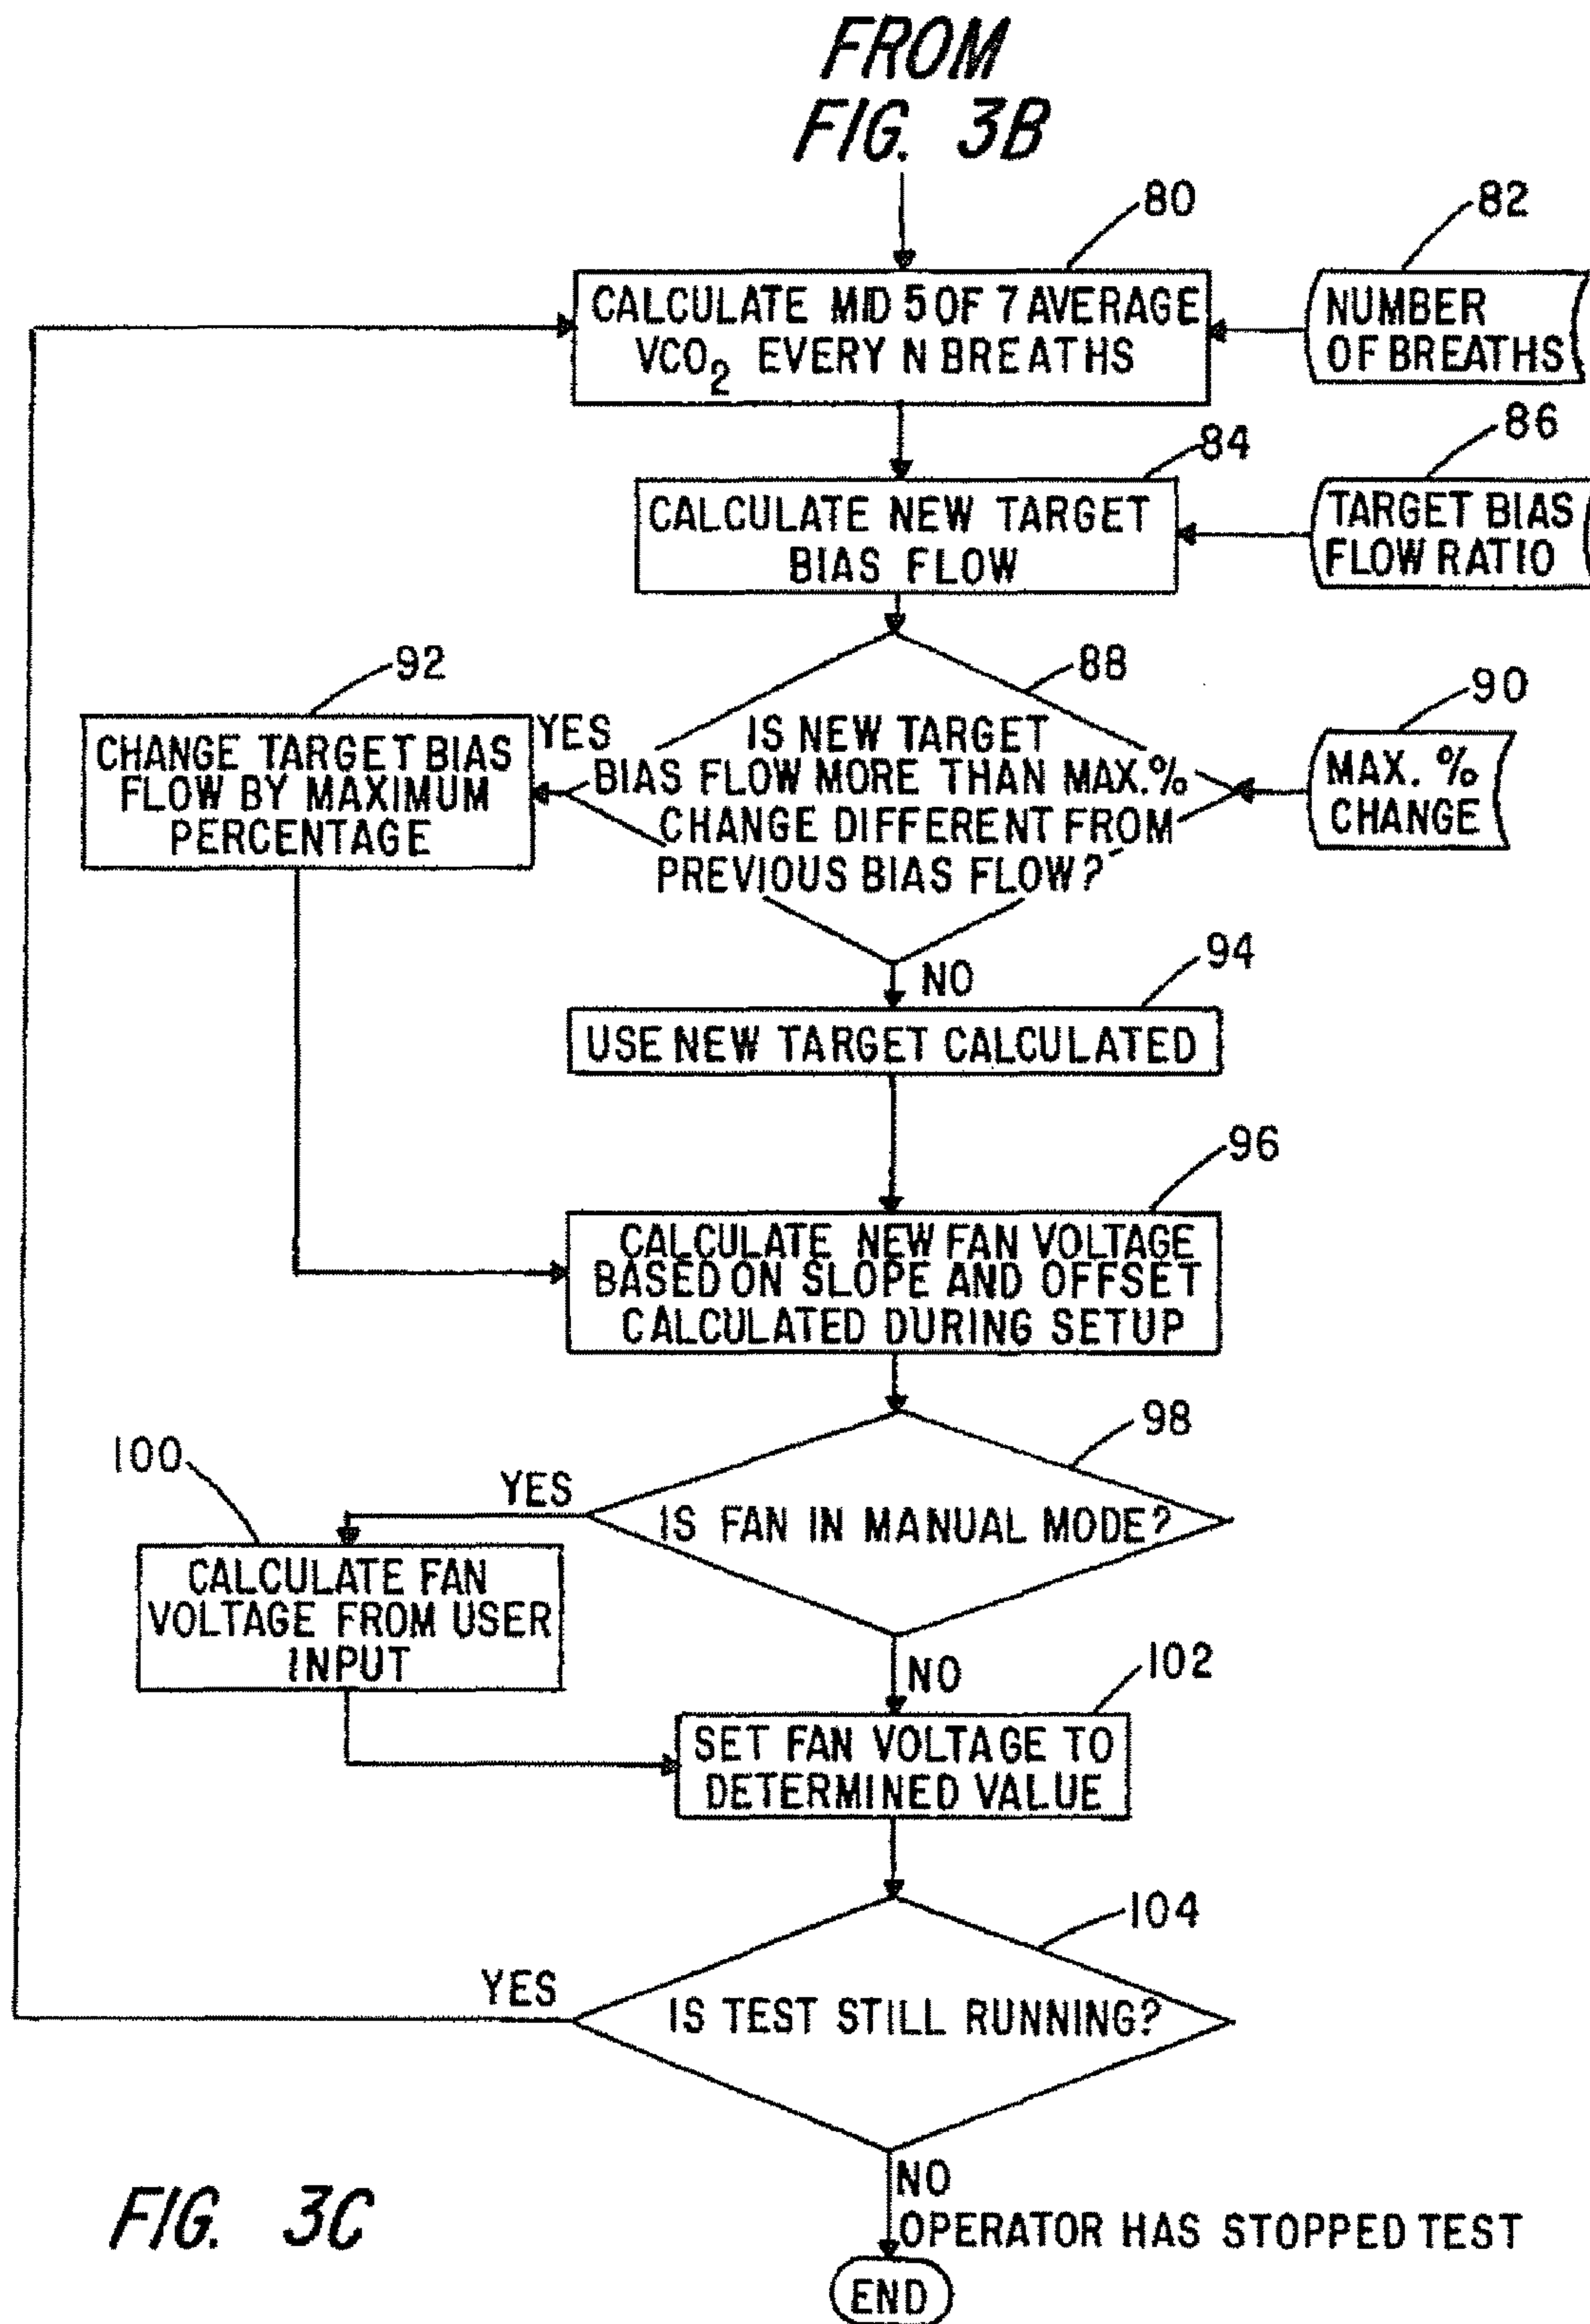 FROM
FIG. 3B
80
82
CALCULATE MID 5 OF 7 AVERAGE
VCO2 EVERY N BREATHS
NUMBER
OF BREATHS
84
86
CALCULATE NEW TARGET
BIAS FLOW
TARGET BIAS
FLOW RATIO
88
90
92
IS NEW TARGET
BIAS FLOW MORE THAN MAX.%
CHANGE DIFFERENT FROM
PREVIOUS BIAS FLOW?
MAX. %
CHANGE
YES
CHANGE TARGET BIAS
FLOW BY MAXIMUM
PERCENTAGE
NO
94
USE NEW TARGET CALCULATED
96
CALCULATE NEW FAN VOLTAGE
BASED ON SLOPE AND OFFSET
CALCULATED DURING SETUP
98
IS FAN IN MANUAL MODE?
YES
100
CALCULATE FAN
VOLTAGE FROM USER
INPUT
NO
102
SET FAN VOLTAGE TO
DETERMINED VALUE
104
IS TEST STILL RUNNING?
YES
NO
OPERATOR HAS STOPPED TEST
END
FIG. 3C